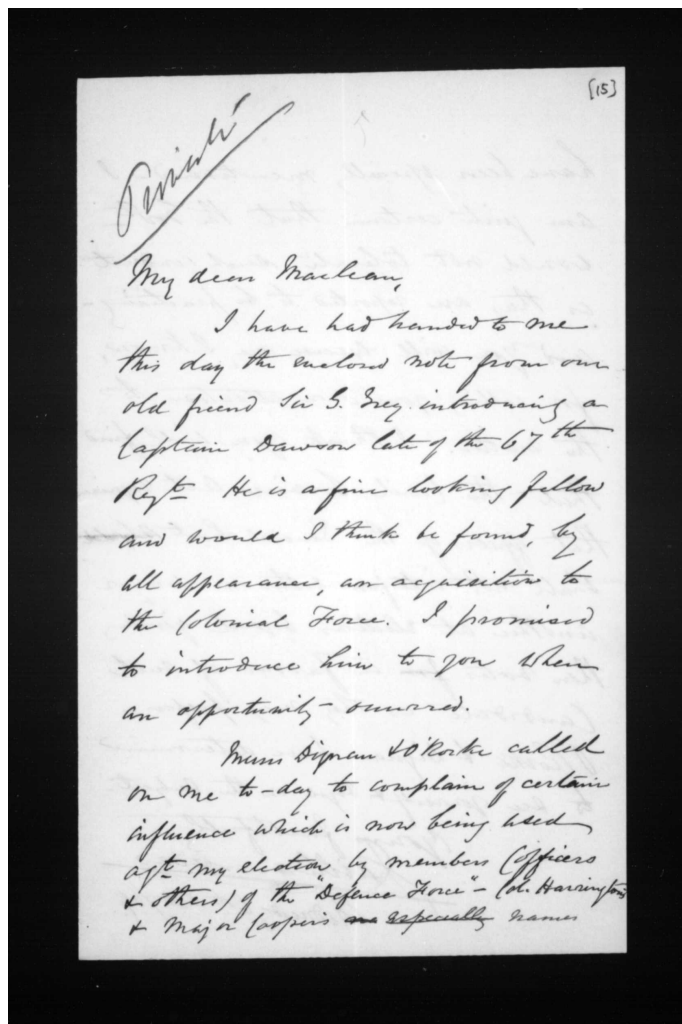 [15]
Private
My dear Maclean,
I have had handed to me
this day the enclosed note from our
old friend Sir G. Grey introducing a
Captain Dawson late of the 67th
Regt. He is a fine looking fellow
and would I think be found, by
all appearance, an acquisition to
the Colonial Force. I promised
to introduce him to you when
an opportunity occurred.
Messrs Dignan & O'Rorke called
on me to-day to complain of certain
influence which is now being used
agt. my election by members (officers
& others) of the "Defence Force" - Col. Harrington's
& Major Cooper's especially names